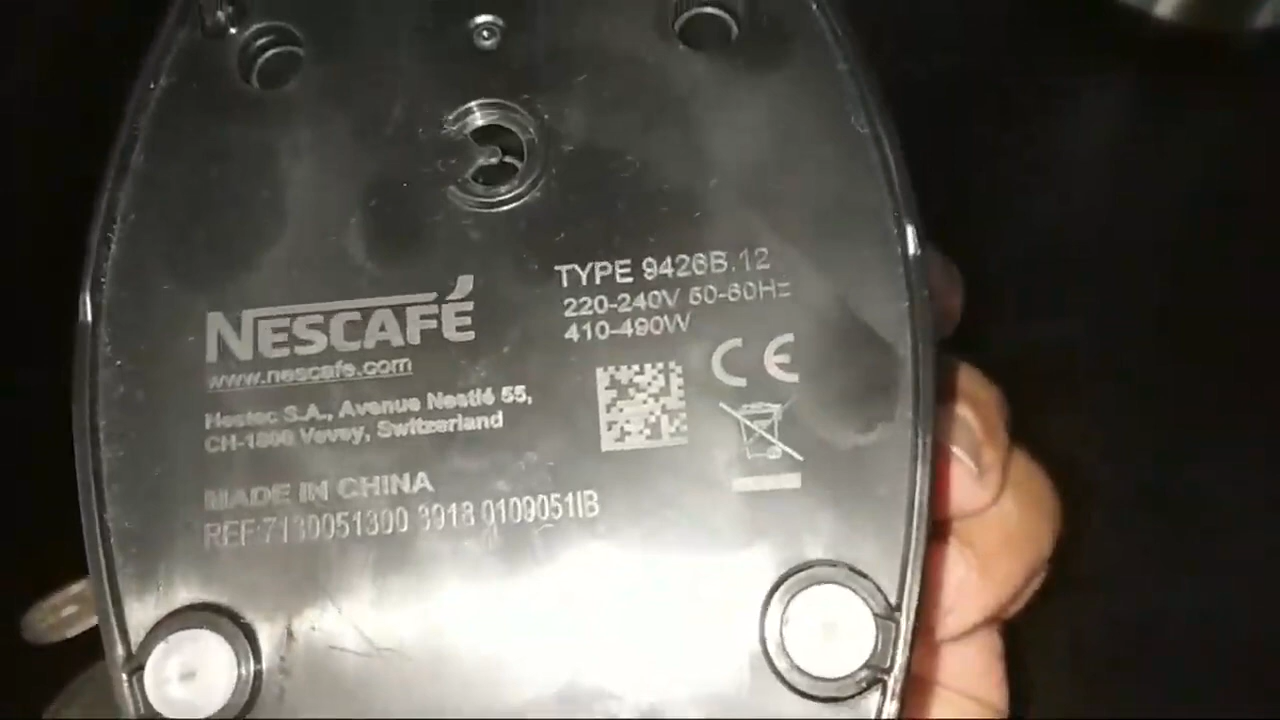 NESCAFÉ
www.nescafe.com
Nestec S.A., Avenue Nestlé 55,
CH-1800 Vevey, Switzerland
MADE IN CHINA
REF:7130051300 3918 0109051IB
TYPE 9426B.12
220-240V 50-60Hz
410-490W
CE